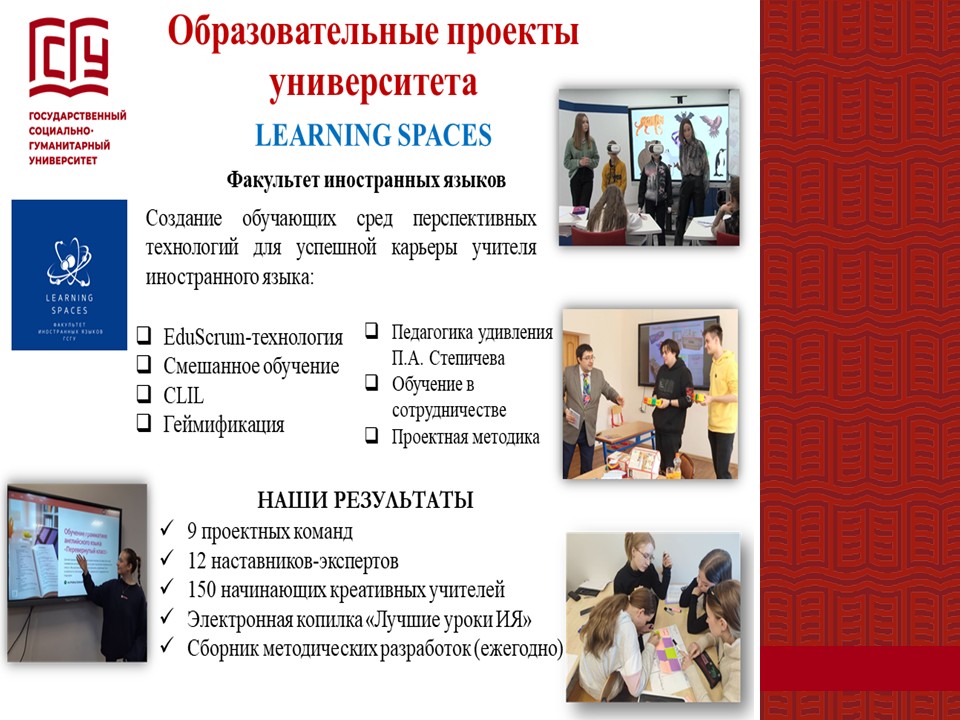 ГСГУ
ГОСУДАРСТВЕННЫЙ
СОЦИАЛЬНО-
ГУМАНИТАРНЫЙ
УНИВЕРСИТЕТ
Образовательные проекты
университета
LEARNING SPACES
Факультет иностранных языков
LEARNING
SPACES
ФАКУЛЬТЕТ
ИНОСТРАННЫХ ЯЗЫКОВ
ГСГУ
Создание обучающих сред перспективных
технологий для успешной карьеры учителя
иностранного языка:
EduScrum-технология
Смешанное обучение
CLIL
Геймификация
Педагогика удивления
П.А. Степичева
Обучение в
сотрудничестве
Проектная методика
НАШИ РЕЗУЛЬТАТЫ
9 проектных команд
12 наставников-экспертов
150 начинающих креативных учителей
Электронная копилка «Лучшие уроки ИЯ»
Сборник методических разработок (ежегодно)
Обучение грамматике
английского языка
«Перевернутый класс»